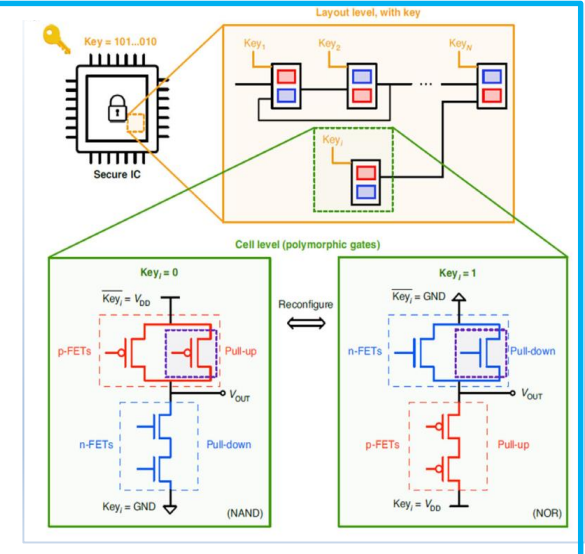 Layout level, with key
Key = 101...010
Key1 Key2 ... KeyN
Keyi
Secure IC
Cell level (polymorphic gates)
Keyi = 0
K̅e̅y̅i̅ = VDD
p-FETs
Pull-up
VOUT
n-FETs
Pull-down
Keyi = GND
(NAND)
Reconfigure
Keyi = 1
K̅e̅y̅i̅ = GND
n-FETs
Pull-down
VOUT
p-FETs
Pull-up
Keyi = VDD
(NOR)